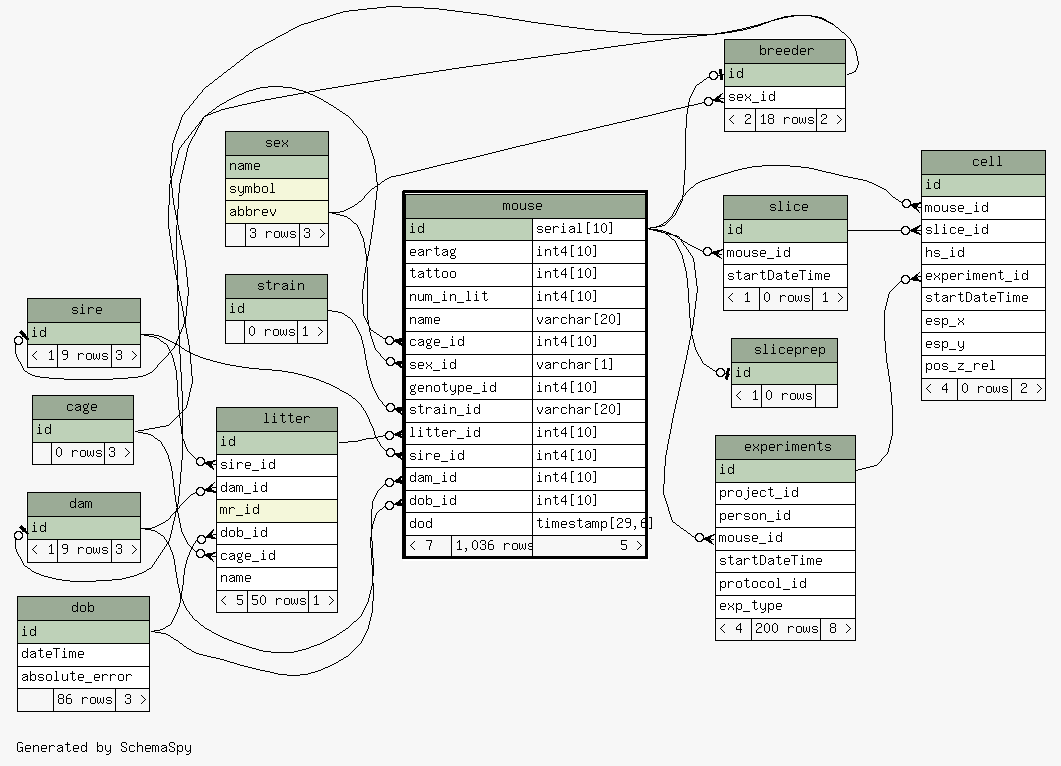 breeder
id
sex_id
< 2 18 rows 2 >
sex
name
symbol
abbrev
3 rows 3 >
cell
id
mouse_id
slice_id
hs_id
experiment_id
startDateTime
esp_x
esp_y
pos_z_rel
< 4 0 rows 2 >
mouse
id serial[10]
eartag int4[10]
tattoo int4[10]
num_in_lit int4[10]
name varchar[20]
cage_id int4[10]
sex_id varchar[1]
genotype_id int4[10]
strain_id varchar[20]
litter_id int4[10]
sire_id int4[10]
dam_id int4[10]
dob_id int4[10]
dod timestamp[29,6]
< 7 1,036 rows 5 >
slice
id
mouse_id
startDateTime
< 1 0 rows 1 >
strain
id
0 rows 1 >
sire
id
< 1 9 rows 3 >
sliceprep
id
< 1 0 rows
cage
id
0 rows 3 >
litter
id
sire_id
dam_id
mr_id
dob_id
cage_id
name
< 5 50 rows 1 >
experiments
id
project_id
person_id
mouse_id
startDateTime
protocol_id
exp_type
< 4 200 rows 8 >
dam
id
< 1 9 rows 3 >
dob
id
dateTime
absolute_error
86 rows 3 >
Generated by SchemaSpy